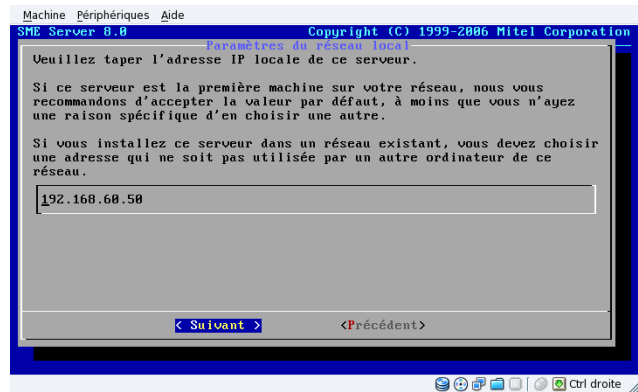 Machine Périphériques Aide
SME Server 8.0 Copyright (C) 1999-2006 Mitel Corporation
Paramètres du réseau local
Veuillez taper l'adresse IP locale de ce serveur.
Si ce serveur est la première machine sur votre réseau, nous vous
recommandons d'accepter la valeur par défaut, à moins que vous n'ayez
une raison spécifique d'en choisir une autre.
Si vous installez ce serveur dans un réseau existant, vous devez choisir
une adresse qui ne soit pas utilisée par un autre ordinateur de ce
réseau.
192.168.60.50
< Suivant > <Précédent>
Ctrl droite